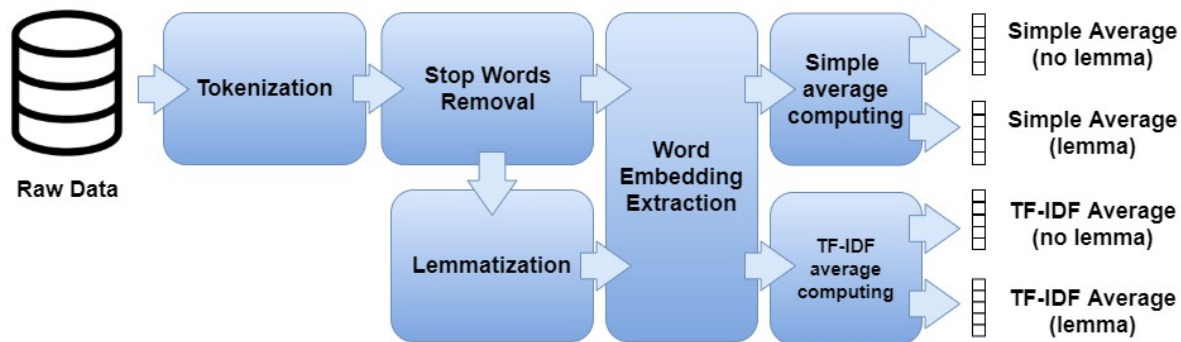 Raw Data
Tokenization
Stop Words
Removal
Lemmatization
Word
Embedding
Extraction
Simple
average
computing
TF-IDF
average
computing
Simple Average
(no lemma)
Simple Average
(lemma)
TF-IDF Average
(no lemma)
TF-IDF Average
(lemma)